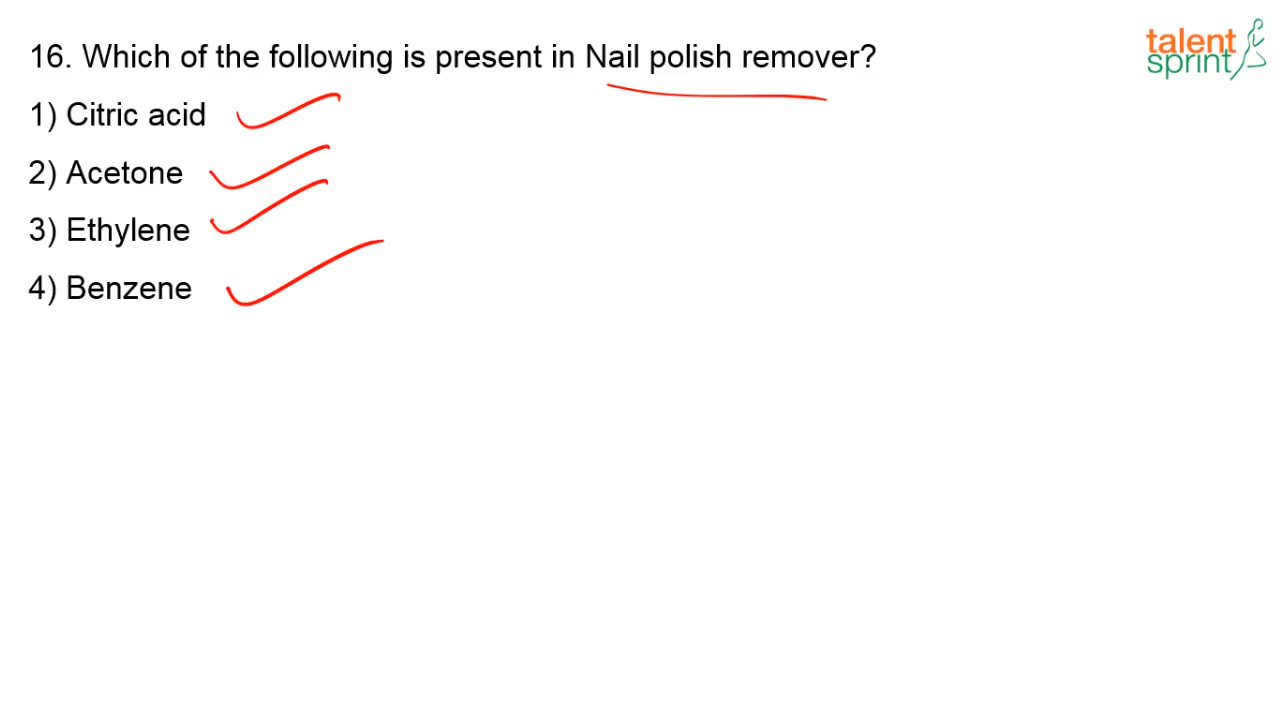 16. Which of the following is present in Nail polish remover?
1) Citric acid
2) Acetone
3) Ethylene
4) Benzene
talent
sprint